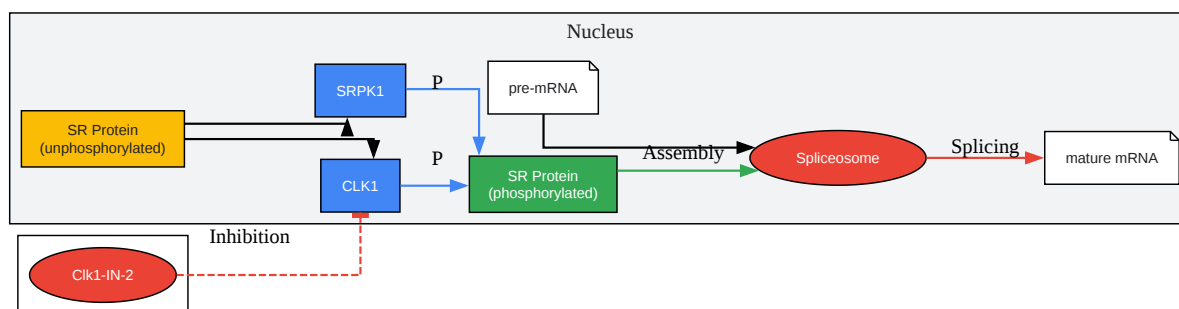 Nucleus
SRPK1
P
pre-mRNA
SR Protein
(unphosphorylated)
CLK1
P
SR Protein
(phosphorylated)
Assembly
Spliceosome
Splicing
mature mRNA
Inhibition
Clk1-IN-2